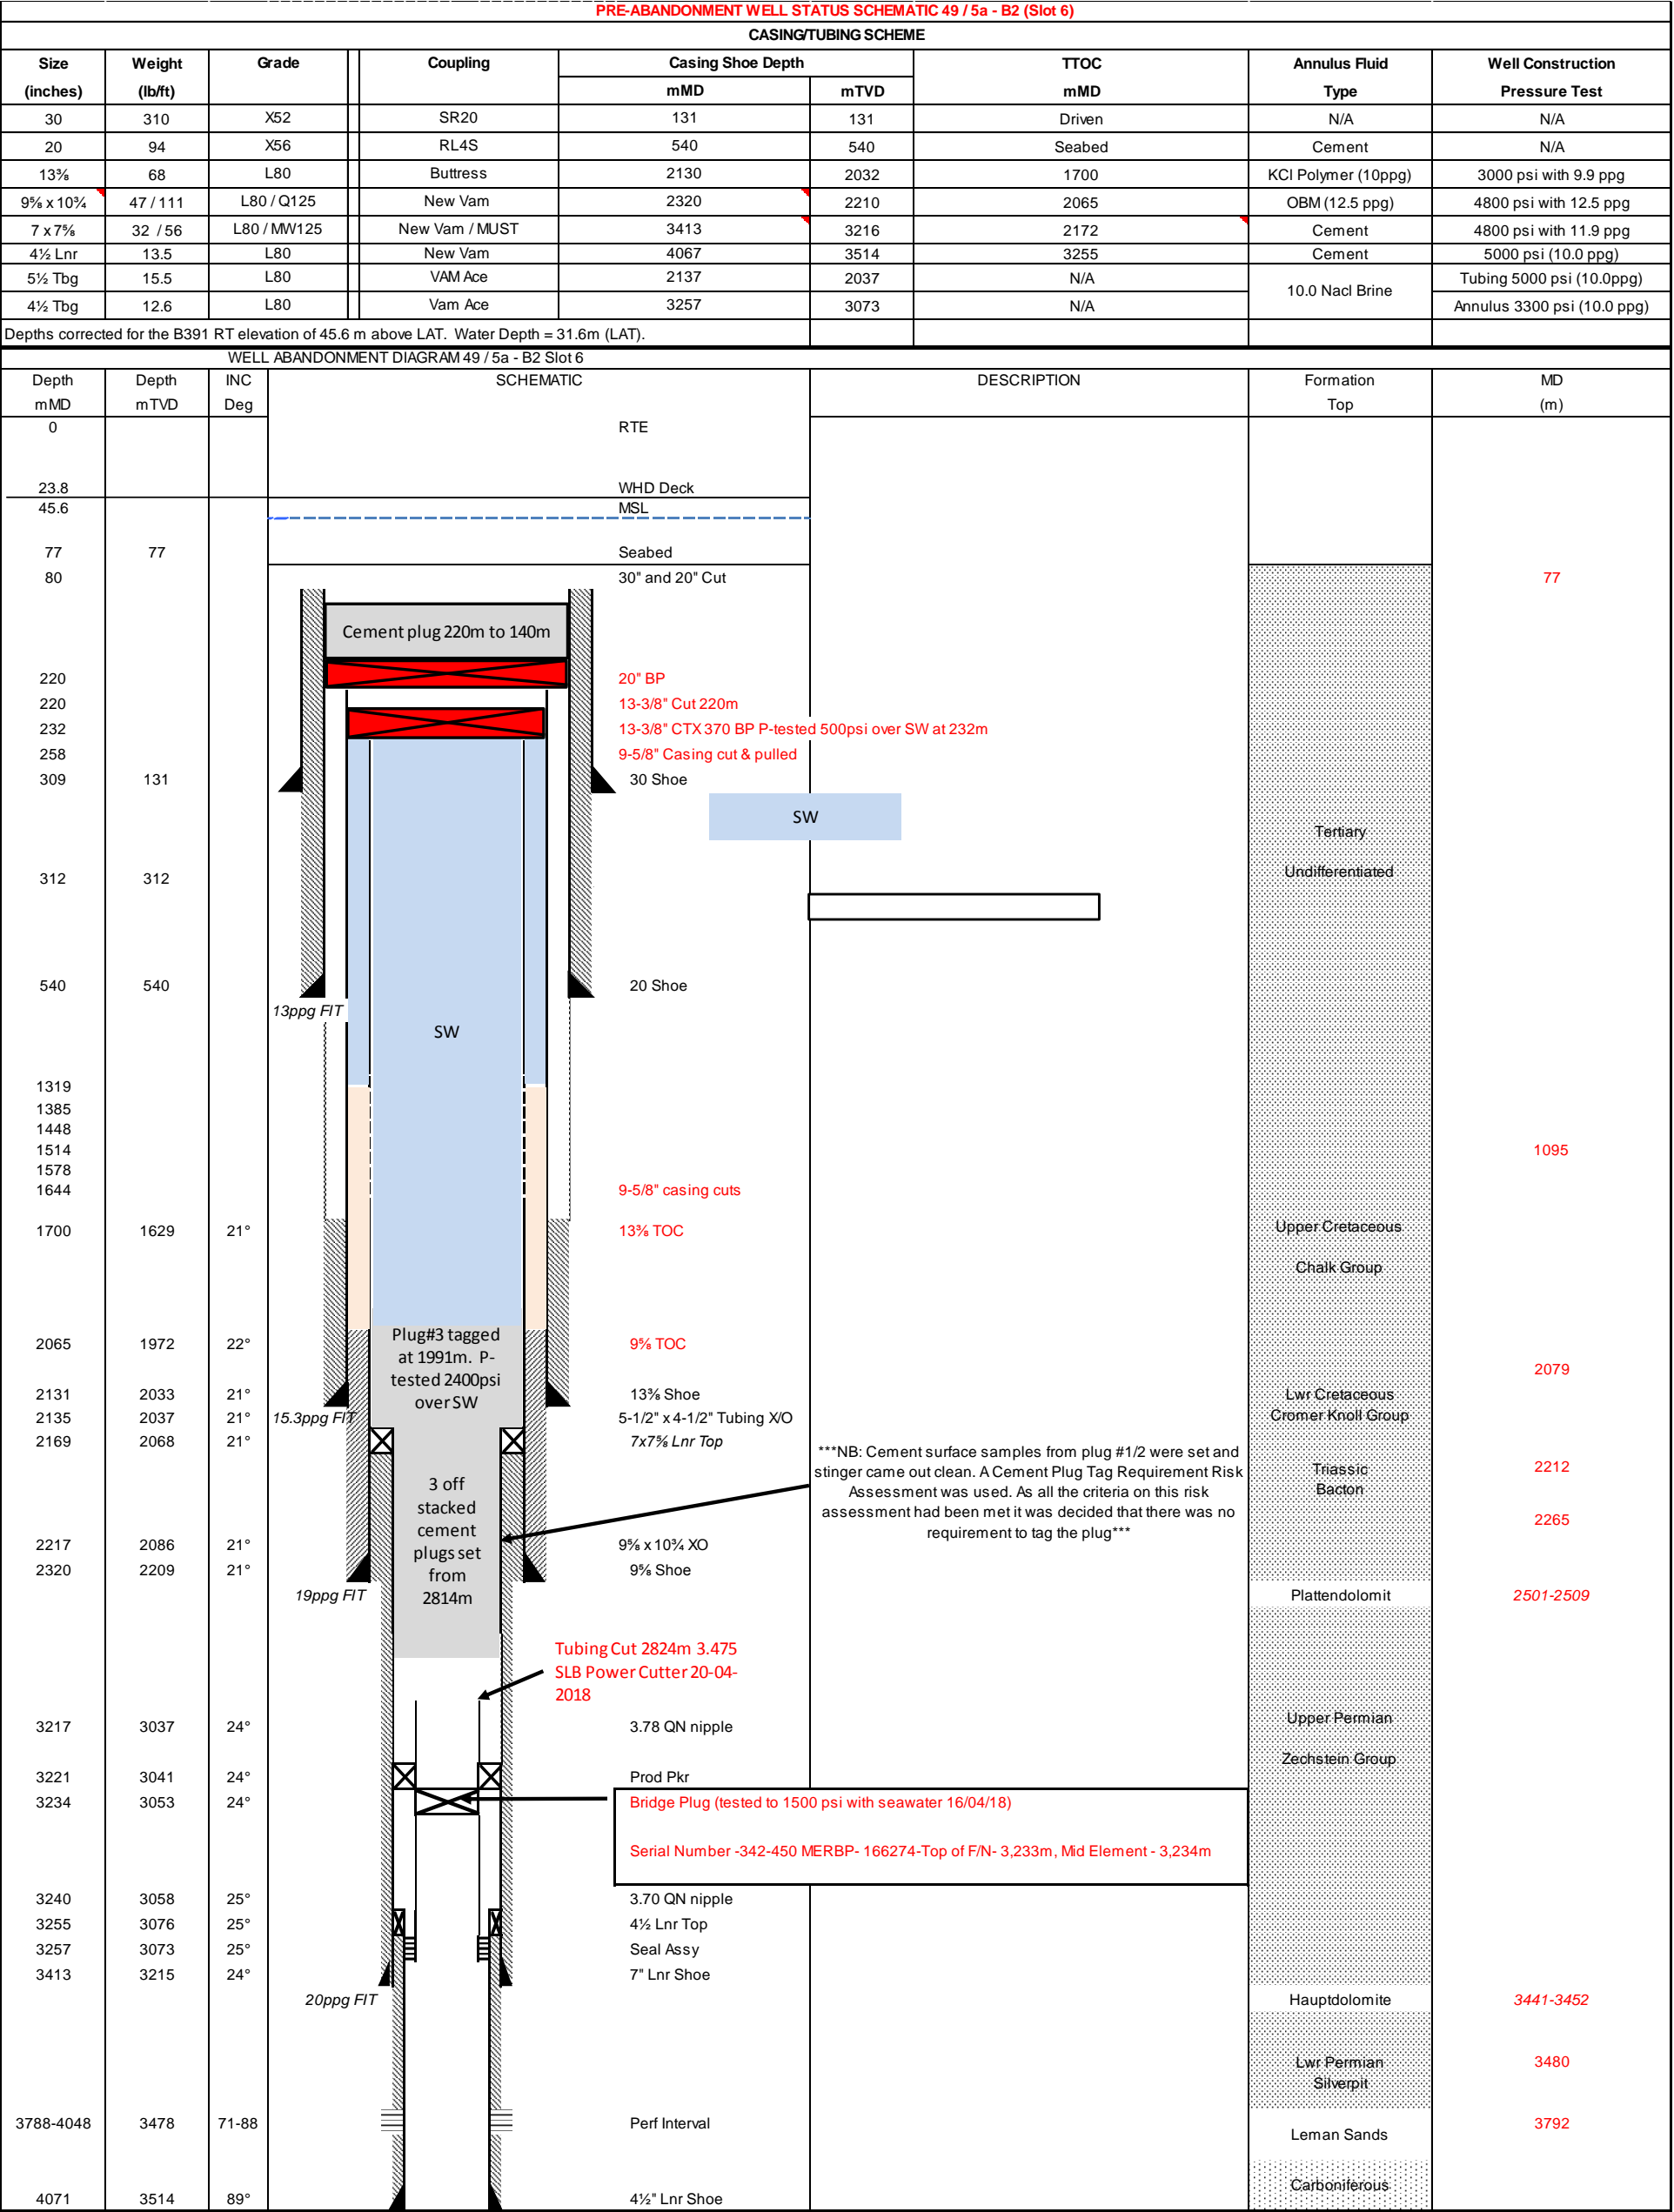 PRE-ABANDONMENT WELL STATUS SCHEMATIC 49 / 5a - B2 (Slot 6)
CASING/TUBING SCHEME
Size Weight Grade Coupling Casing Shoe Depth TTOC Annulus Fluid Well Construction
(inches) (lb/ft) mMD mTVD mMD Type Pressure Test
30 310 X52 SR20 131 131 Driven N/A N/A
20 94 X56 RL4S 540 540 Seabed Cement N/A
13⅜ 68 L80 Buttress 2130 2032 1700 KCl Polymer (10ppg) 3000 psi with 9.9 ppg
9⅝ x 10¾ 47 / 111 L80 / Q125 New Vam 2320 2210 2065 OBM (12.5 ppg) 4800 psi with 12.5 ppg
7 x 7⅝ 32 / 56 L80 / MW125 New Vam / MUST 3413 3216 2172 Cement 4800 psi with 11.9 ppg
4½ Lnr 13.5 L80 New Vam 4067 3514 3255 Cement 5000 psi (10.0 ppg)
5½ Tbg 15.5 L80 VAM Ace 2137 2037 N/A 10.0 Nacl Brine Tubing 5000 psi (10.0ppg)
4½ Tbg 12.6 L80 Vam Ace 3257 3073 N/A Annulus 3300 psi (10.0 ppg)
Depths corrected for the B391 RT elevation of 45.6 m above LAT. Water Depth = 31.6m (LAT).
WELL ABANDONMENT DIAGRAM 49 / 5a - B2 Slot 6
Depth Depth INC SCHEMATIC DESCRIPTION Formation MD
mMD mTVD Deg Top (m)
0 RTE
23.8 WHD Deck
45.6 MSL
77 77 Seabed
80 30" and 20" Cut 77
Cement plug 220m to 140m
220 20" BP
220 13-3/8" Cut 220m
232 13-3/8" CTX 370 BP P-tested 500psi over SW at 232m
258 9-5/8" Casing cut & pulled
309 131 30 Shoe
SW
Tertiary
312 312 Undifferentiated
540 540 20 Shoe
13ppg FIT
SW
1319
1385
1448
1514 1095
1578
1644 9-5/8" casing cuts
1700 1629 21° 13⅜ TOC Upper Cretaceous
Chalk Group
Plug#3 tagged
2065 1972 22° at 1991m. P- 9⅝ TOC
tested 2400psi 2079
2131 2033 21° over SW 13⅜ Shoe Lwr Cretaceous
2135 2037 21° 15.3ppg FIT 5-1/2" x 4-1/2" Tubing X/O Cromer Knoll Group
2169 2068 21° 7x7⅝ Lnr Top
***NB: Cement surface samples from plug #1/2 were set and
stinger came out clean. A Cement Plug Tag Requirement Risk
Assessment was used. As all the criteria on this risk
assessment had been met it was decided that there was no
requirement to tag the plug***
Triassic 2212
Bacton
2265
3 off
stacked
cement
plugs set
from
2814m
2217 2086 21° 9⅝ x 10¾ XO
2320 2209 21° 9⅝ Shoe
19ppg FIT Plattendolomit 2501-2509
Tubing Cut 2824m 3.475
SLB Power Cutter 20-04-
2018
3217 3037 24° 3.78 QN nipple Upper Permian
Zechstein Group
3221 3041 24° Prod Pkr
3234 3053 24° Bridge Plug (tested to 1500 psi with seawater 16/04/18)
Serial Number -342-450 MERBP- 166274-Top of F/N- 3,233m, Mid Element - 3,234m
3240 3058 25° 3.70 QN nipple
3255 3076 25° 4½ Lnr Top
3257 3073 25° Seal Assy
3413 3215 24° 7" Lnr Shoe
20ppg FIT Hauptdolomite 3441-3452
Lwr Permian 3480
Silverpit
3788-4048 3478 71-88 Perf Interval 3792
Leman Sands
Carboniferous
4071 3514 89° 4½" Lnr Shoe